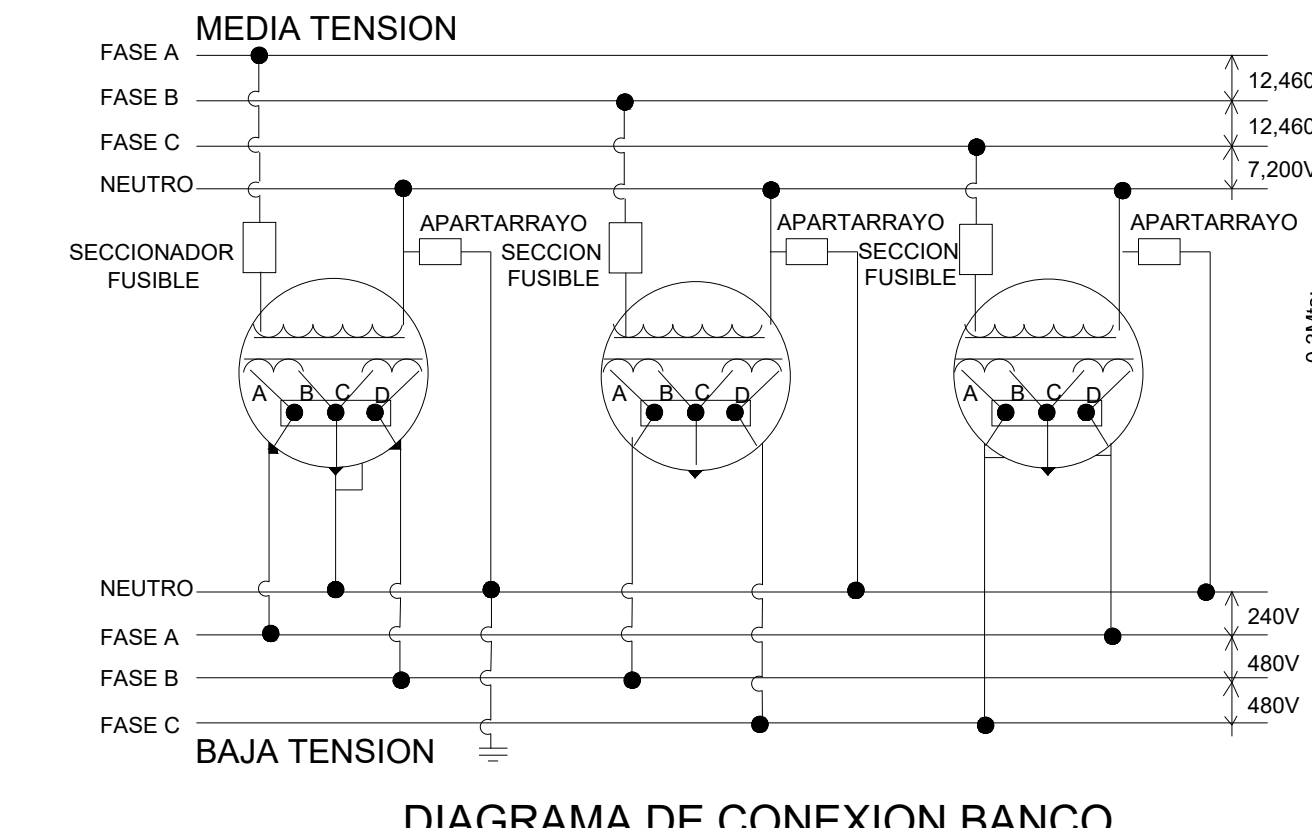 MEDIA TENSION
FASE A
12,460
FASE B
12,460
FASE C
7,200V
NEUTRO
APARTARRAYO
APARTARRAYO
APARTARRAYO
SECCIONADOR
FUSIBLE
SECCION
FUSIBLE
SECCION
FUSIBLE
A B C D
A B C D
A B C D
NEUTRO
240V
FASE A
480V
FASE B
480V
FASE C
BAJA TENSION
DIAGRAMA DE CONEXION BANCO